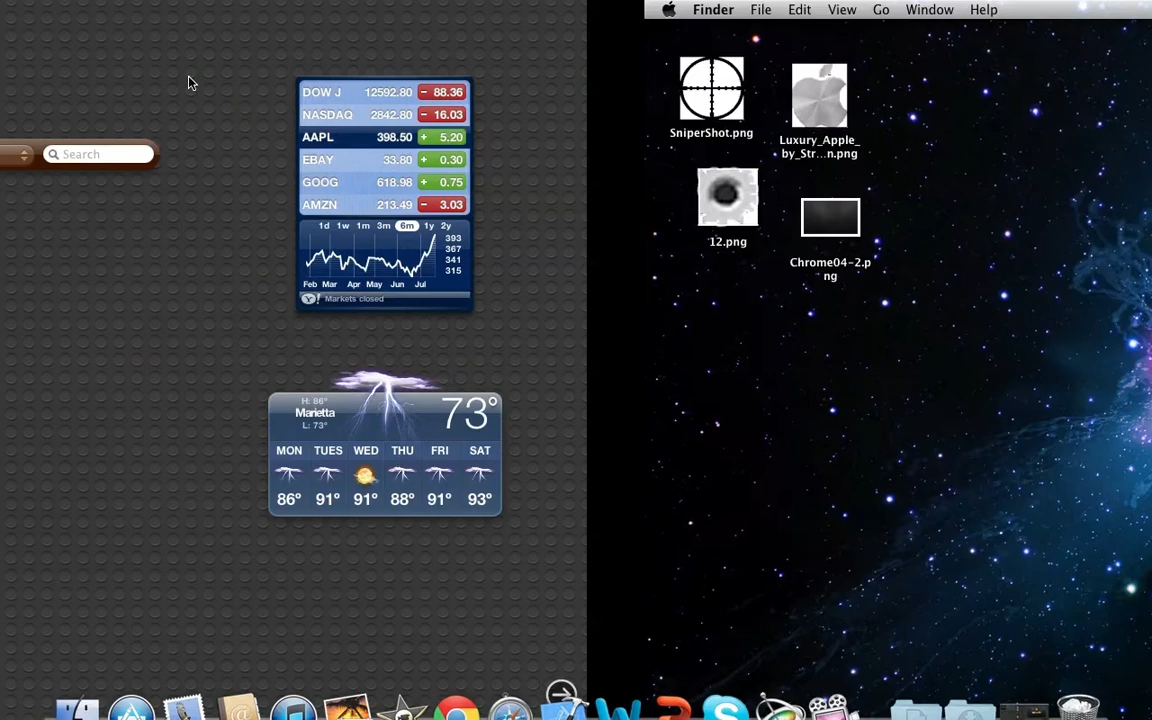 Finder File Edit View Go Window Help
Search
DOW J 12592.80 - 88.36
NASDAQ 2842.80 - 16.03
AAPL 398.50 + 5.20
EBAY 33.80 + 0.30
GOOG 618.98 + 0.75
AMZN 213.49 - 3.03
1d 1w 1m 3m 6m 1y 2y
393
367
341
315
Feb Mar Apr May Jun Jul
Y! Markets closed
H: 86°
Marietta
L: 73°
73°
MON TUES WED THU FRI SAT
86° 91° 91° 88° 91° 93°
SniperShot.png
Luxury_Apple_
by_Str...n.png
12.png
Chrome04-2.p
ng